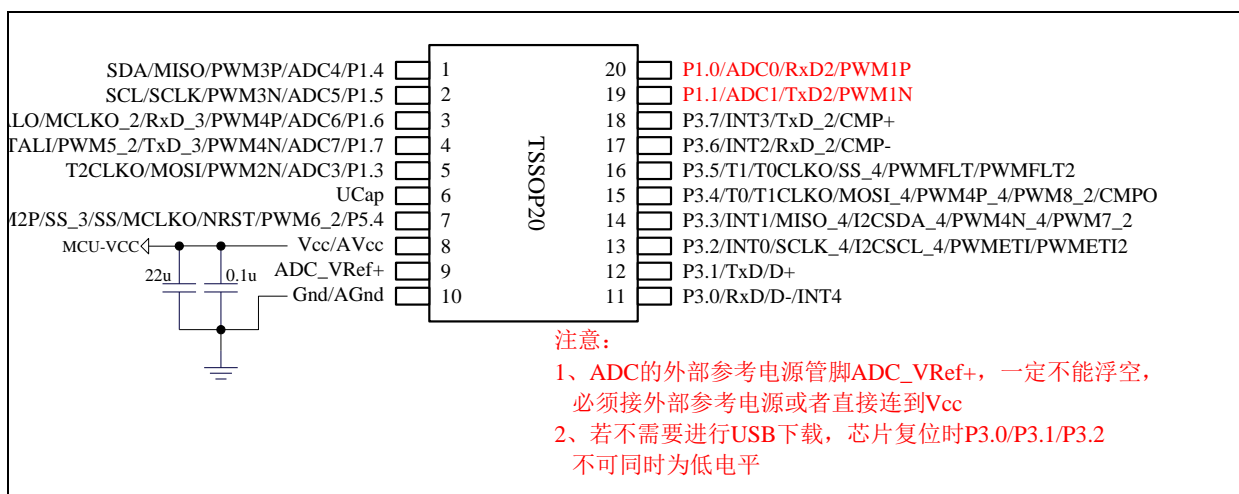 SDA/MISO/PWM3P/ADC4/P1.4 1
SCL/SCLK/PWM3N/ADC5/P1.5 2
ALO/MCLKO_2/RxD_3/PWM4P/ADC6/P1.6 3
TALI/PWM5_2/TxD_3/PWM4N/ADC7/P1.7 4
T2CLKO/MOSI/PWM2N/ADC3/P1.3 5
UCap 6
M2P/SS_3/SS/MCLKO/NRST/PWM6_2/P5.4 7
MCU-VCC Vcc/AVcc 8
ADC_VRef+ 9
Gnd/AGnd 10
22u 0.1u
TSSOP20
20 P1.0/ADC0/RxD2/PWM1P
19 P1.1/ADC1/TxD2/PWM1N
18 P3.7/INT3/TxD_2/CMP+
17 P3.6/INT2/RxD_2/CMP-
16 P3.5/T1/T0CLKO/SS_4/PWMFLT/PWMFLT2
15 P3.4/T0/T1CLKO/MOSI_4/PWM4P_4/PWM8_2/CMPO
14 P3.3/INT1/MISO_4/I2CSDA_4/PWM4N_4/PWM7_2
13 P3.2/INT0/SCLK_4/I2CSCL_4/PWMETI/PWMETI2
12 P3.1/TxD/D+
11 P3.0/RxD/D-/INT4
注意：
1、ADC的外部参考电源管脚ADC_VRef+，一定不能浮空，
必须接外部参考电源或者直接连到Vcc
2、若不需要进行USB下载，芯片复位时P3.0/P3.1/P3.2
不可同时为低电平